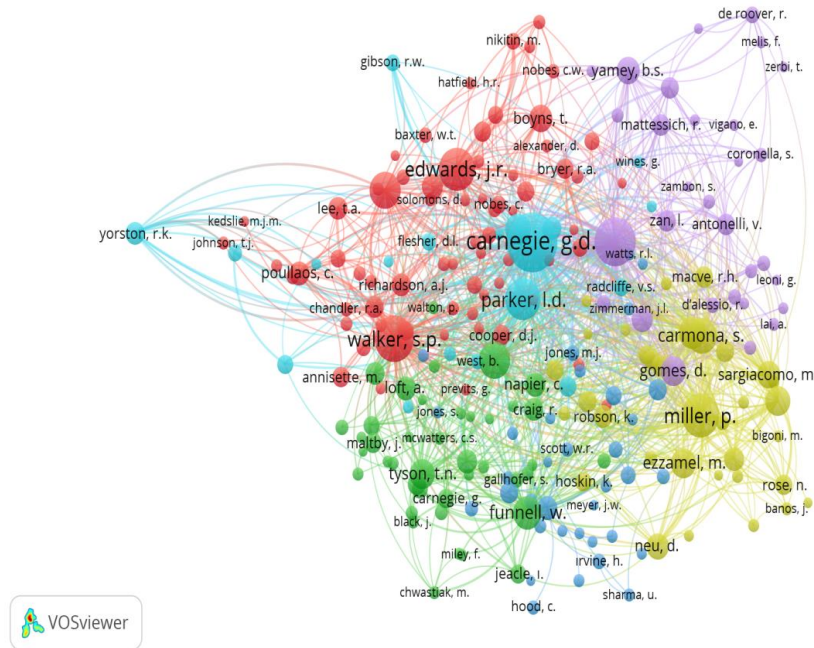 de roover, r.
nikitin, m.
melis, f.
gibson, r.w.
nobes, c.w.
yamey, b.s.
zerbi, t.
hatfield, h.r.
boyns, t.
mattessich, r.
vigano, e.
baxter, w.t.
alexander, d.
wines, g.
coronella, s.
edwards, j.r.
bryer, r.a.
zambon, s.
solomons, d.
lee, t.a.
nobes, c.
kedslie, m.j.m.
zan, l.
antonelli, v.
yorston, r.k.
johnson, t.j.
flesher, d.l.
carnegie, g.d.
watts, r.l.
poullaos, c.
richardson, a.j.
radcliffe, v.s.
macve, r.h.
leoni, g.
chandler, r.a.
walton, p.
parker, l.d.
zimmerman, j.l.
d'alessio, r.
lai, a.
walker, s.p.
cooper, d.j.
carmona, s.
west, b.
jones, m.j.
annisette, m.
loft, a.
previts, g.
napier, c.
gomes, d.
sargiacomo, m
jones, s.
craig, r.
robson, k.
miller, p.
maltby, j.
mcwatters, c.s.
scott, w.r.
bigoni, m.
tyson, t.n.
gallhofer, s.
hoskin, k.
ezzamel, m.
rose, n.
carnegie, g.
funnell, w.
meyer, j.w.
banos, j.
black, j.
miley, f.
neu, d.
jeacle, i.
irvine, h.
chwastiak, m.
hood, c.
sharma, u.
VOSviewer